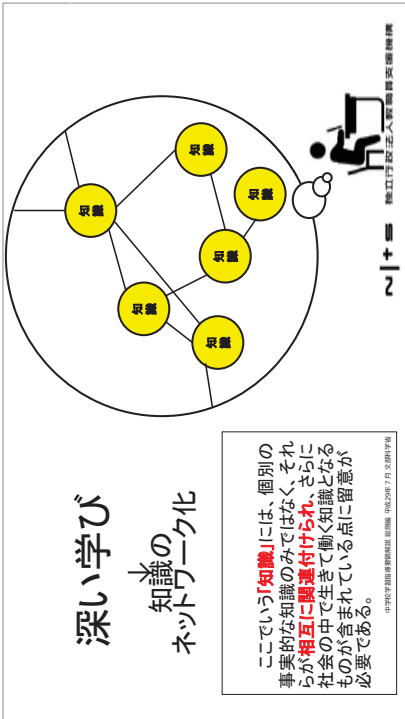 深い学び
知識の
ネットワーク化
ここでいう「知識」には、個別の
事実的な知識のみではなく、それ
らが相互に関連付けられ、さらに
社会の中で生きて働く知識となる
ものが含まれている点に留意が
必要である。
中学校学習指導要領解説 総則編 平成29年7月 文部科学省
知識
知識
知識
知識
知識
知識
NITS 独立行政法人教職員支援機構